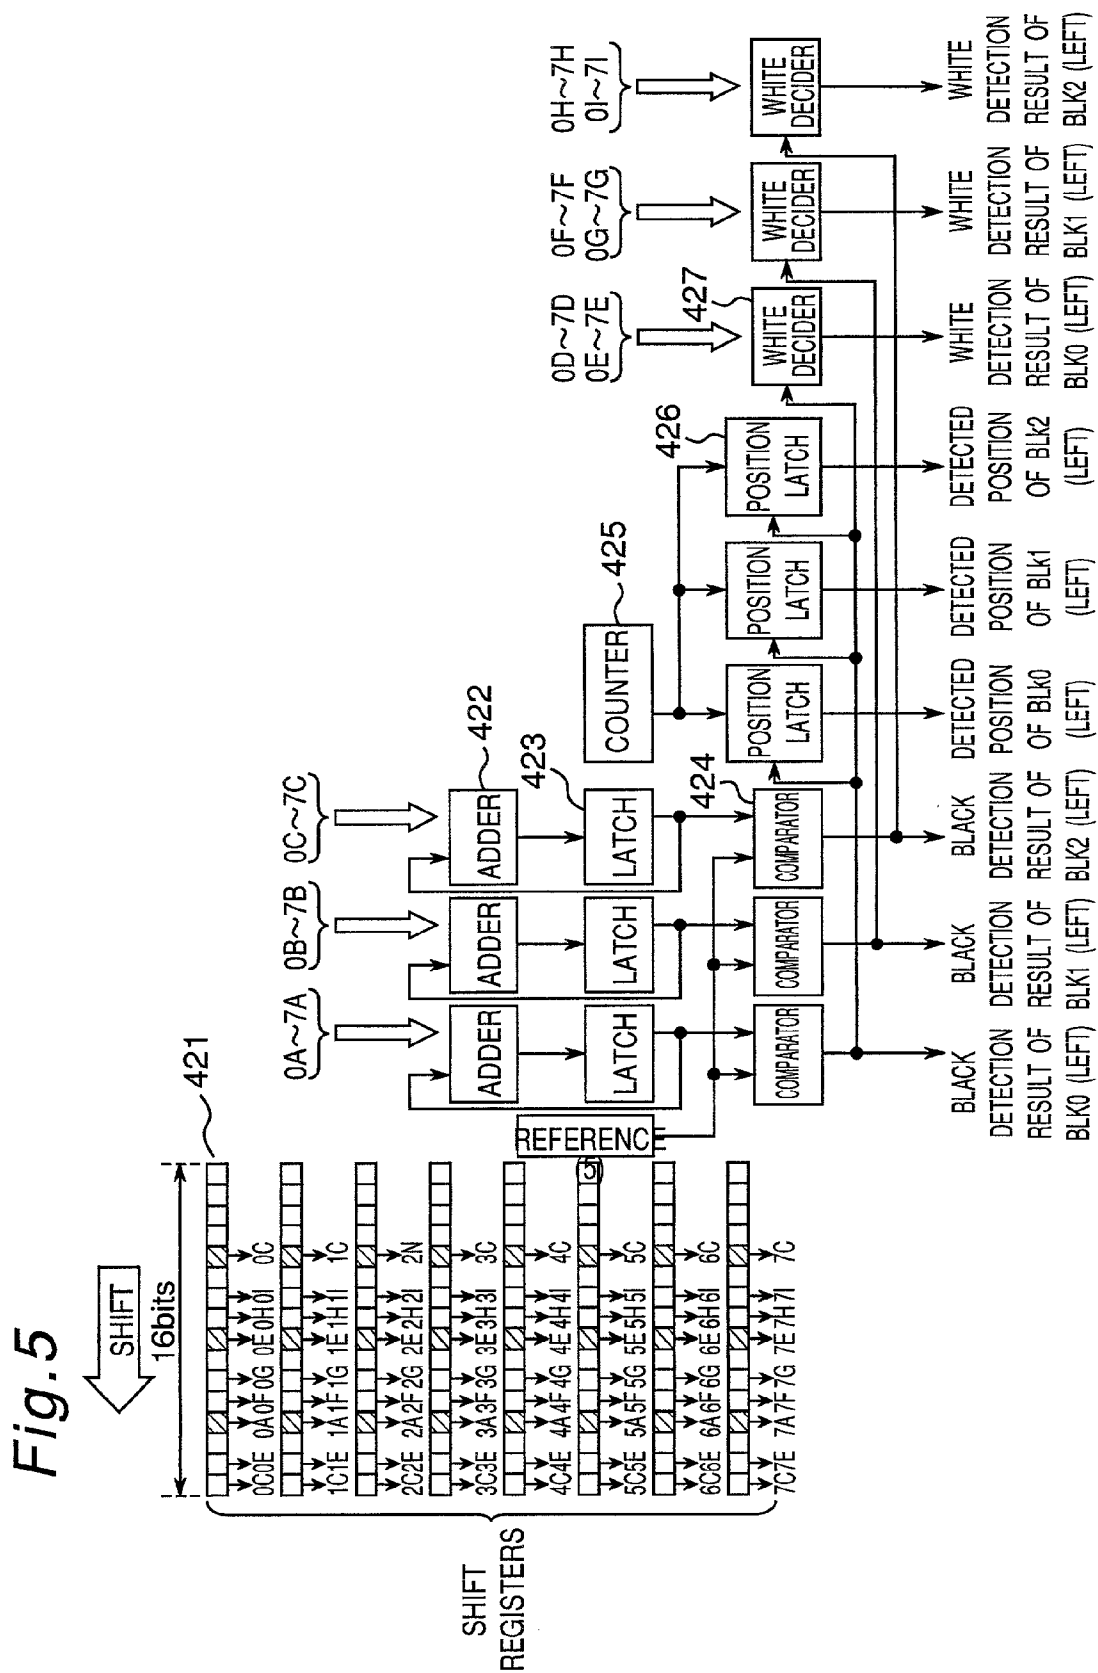 Fig.5
SHIFT
16bits
421
0C0E 0A0F0G 0E 0H0I 0C
1C1E 1A1F1G 1E1H1I 1C
2C2E 2A2F2G 2E2H2I 2N
3C3E 3A3F3G 3E3H3I 3C
4C4E 4A4F4G 4E4H4I 4C
5C5E 5A5F5G 5E5H5I 5C
6C6E 6A6F6G 6E6H6I 6C
7C7E 7A7F7G 7E7H7I 7C
SHIFT
REGISTERS
REFERENCE
(5)
0A~7A
0B~7B
0C~7C
ADDER
ADDER
ADDER
422
LATCH
LATCH
LATCH
423
COMPARATOR
COMPARATOR
COMPARATOR
424
COUNTER
425
POSITION
LATCH
POSITION
LATCH
POSITION
LATCH
426
0D~7D
0E~7E
0F~7F
0G~7G
0H~7H
0I~7I
WHITE
DECIDER
427
WHITE
DECIDER
WHITE
DECIDER
BLACK
DETECTION
RESULT OF
BLK0 (LEFT)
BLACK
DETECTION
RESULT OF
BLK1 (LEFT)
BLACK
DETECTION
RESULT OF
BLK2 (LEFT)
DETECTED
POSITION
OF BLK0
(LEFT)
DETECTED
POSITION
OF BLK1
(LEFT)
DETECTED
POSITION
OF BLK2
(LEFT)
WHITE
DETECTION
RESULT OF
BLK0 (LEFT)
WHITE
DETECTION
RESULT OF
BLK1 (LEFT)
WHITE
DETECTION
RESULT OF
BLK2 (LEFT)